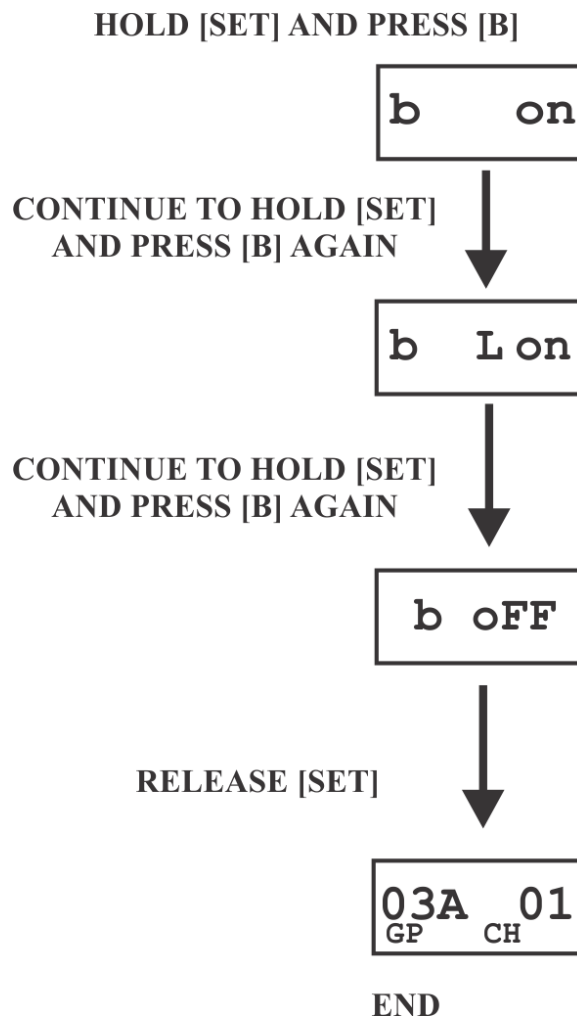 HOLD [SET] AND PRESS [B]
b on
CONTINUE TO HOLD [SET]
AND PRESS [B] AGAIN
b L on
CONTINUE TO HOLD [SET]
AND PRESS [B] AGAIN
b oFF
RELEASE [SET]
03A 01
GP CH
END